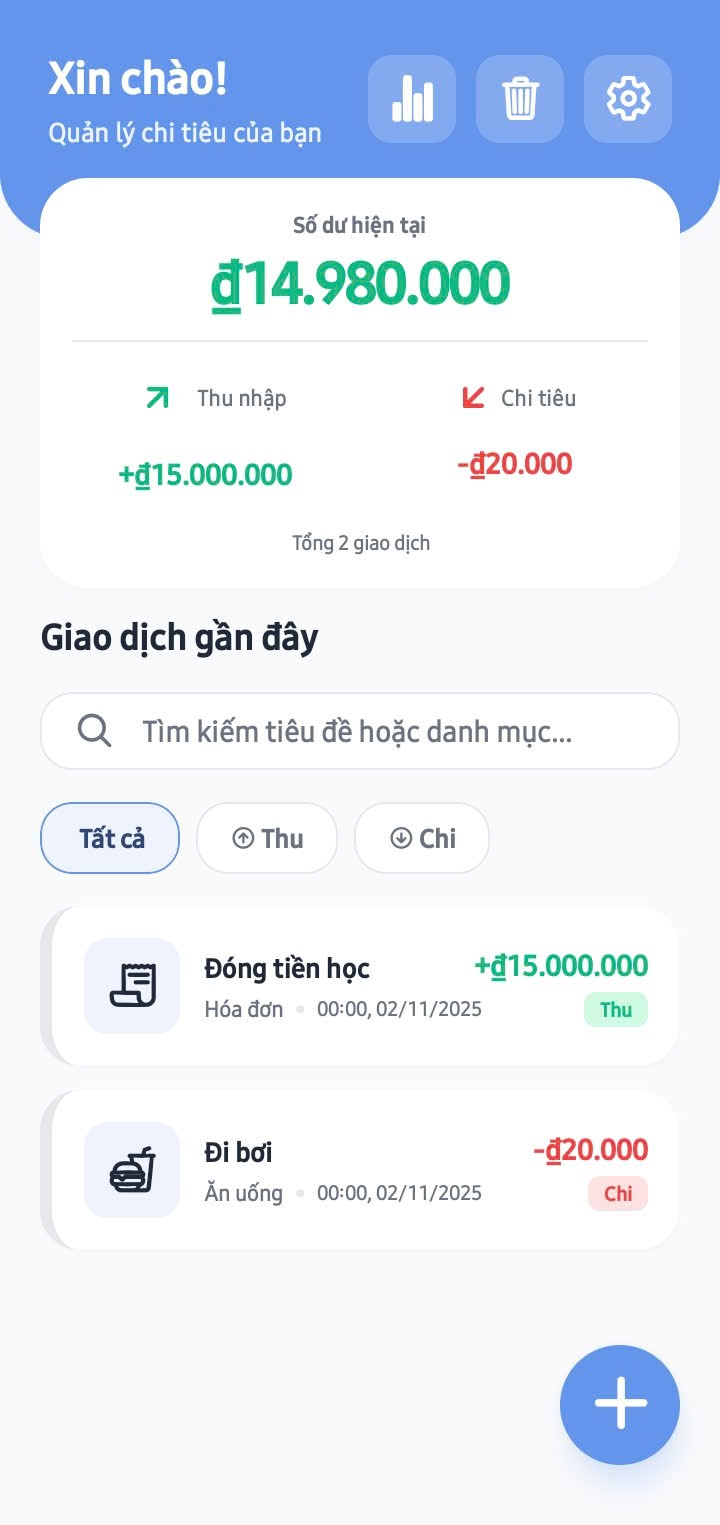 Xin chào!
Quản lý chi tiêu của bạn
Số dư hiện tại
₫14.980.000
Thu nhập
Chi tiêu
+₫15.000.000
-₫20.000
Tổng 2 giao dịch
Giao dịch gần đây
Tìm kiếm tiêu đề hoặc danh mục...
Tất cả
Thu
Chi
Đóng tiền học
+₫15.000.000
Hóa đơn • 00:00, 02/11/2025
Thu
Đi bơi
-₫20.000
Ăn uống • 00:00, 02/11/2025
Chi